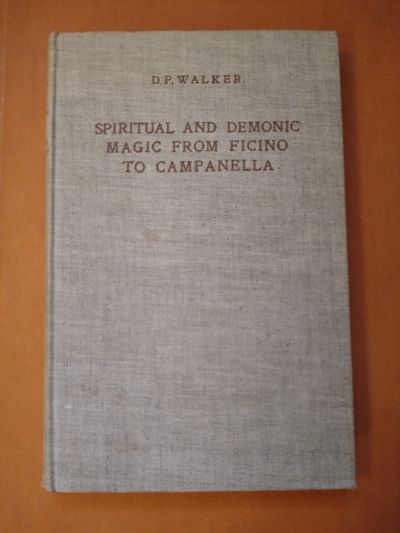 D.P. WALKER
SPIRITUAL AND DEMONIC
MAGIC FROM FICINO
TO CAMPANELLA